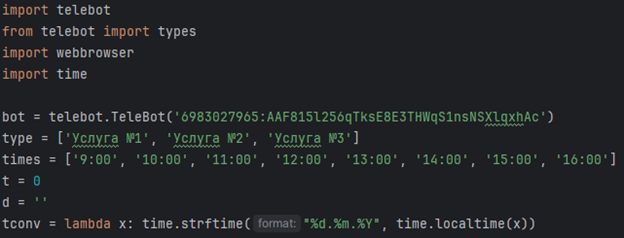 import telebot
from telebot import types
import webbrowser
import time
bot = telebot.TeleBot('6983027965:AAF815l256qTksE8E3THWqS1nsNSXlqxhAc')
type = ['Услуга №1', 'Услуга №2', 'Услуга №3']
times = ['9:00', '10:00', '11:00', '12:00', '13:00', '14:00', '15:00', '16:00']
t = 0
d = ''
tconv = lambda x: time.strftime( format: "%d.%m.%Y", time.localtime(x))